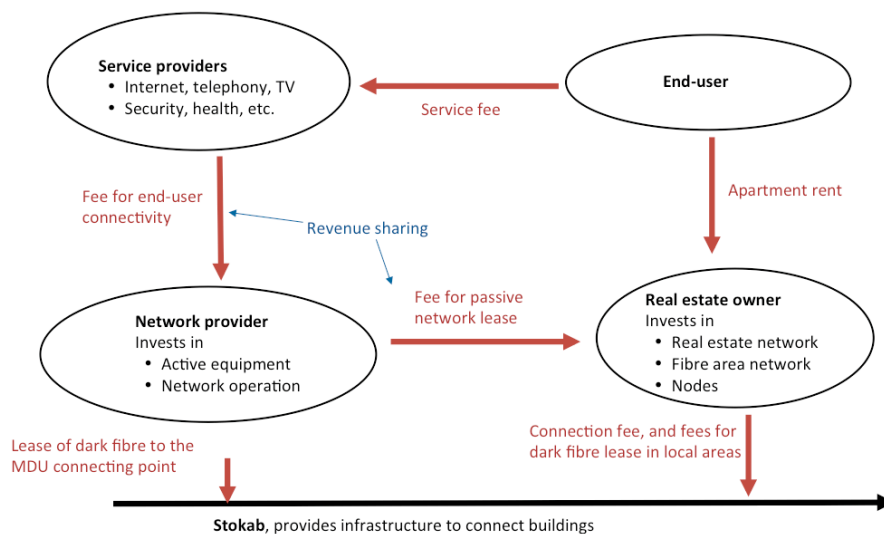 Service providers
• Internet, telephony, TV
• Security, health, etc.
End-user
Service fee
Fee for end-user
connectivity
Apartment rent
Revenue sharing
Fee for passive
network lease
Network provider
Invests in
• Active equipment
• Network operation
Real estate owner
Invests in
• Real estate network
• Fibre area network
• Nodes
Lease of dark fibre to the
MDU connecting point
Connection fee, and fees for
dark fibre lease in local areas
Stokab, provides infrastructure to connect buildings